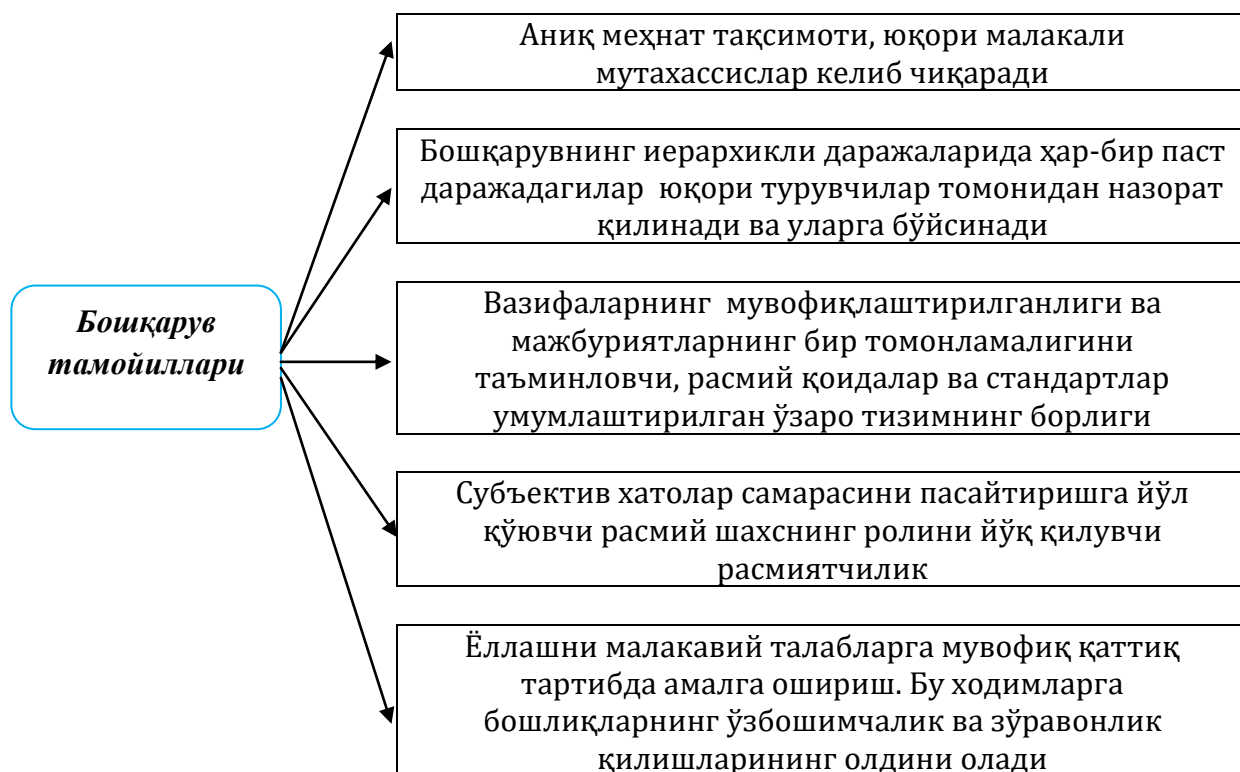 Аниқ меҳнат тақсимоти, юқори малакали
мутахассислар келиб чиқаради
Бошқарувнинг иерархикли даражаларида ҳар-бир паст
даражадагилар юқори турувчилар томонидан назорат
қилинади ва уларга бўйсинади
Бошқарув
тамойиллари
Вазифаларнинг мувофиқлаштирилганлиги ва
мажбуриятларнинг бир томонламалигини
таъминловчи, расмий қоидалар ва стандартлар
умумлаштирилган ўзаро тизимнинг борлиги
Субъектив хатолар самарасини пасайтиришга йўл
қўювчи расмий шахснинг ролини йўқ қилувчи
расмиятчилик
Ёллашни малакавий талабларга мувофиқ қаттиқ
тартибда амалга ошириш. Бу ходимларга
бошлиқларнинг ўзбошимчалик ва зўравонлик
қилишларининг олдини олади